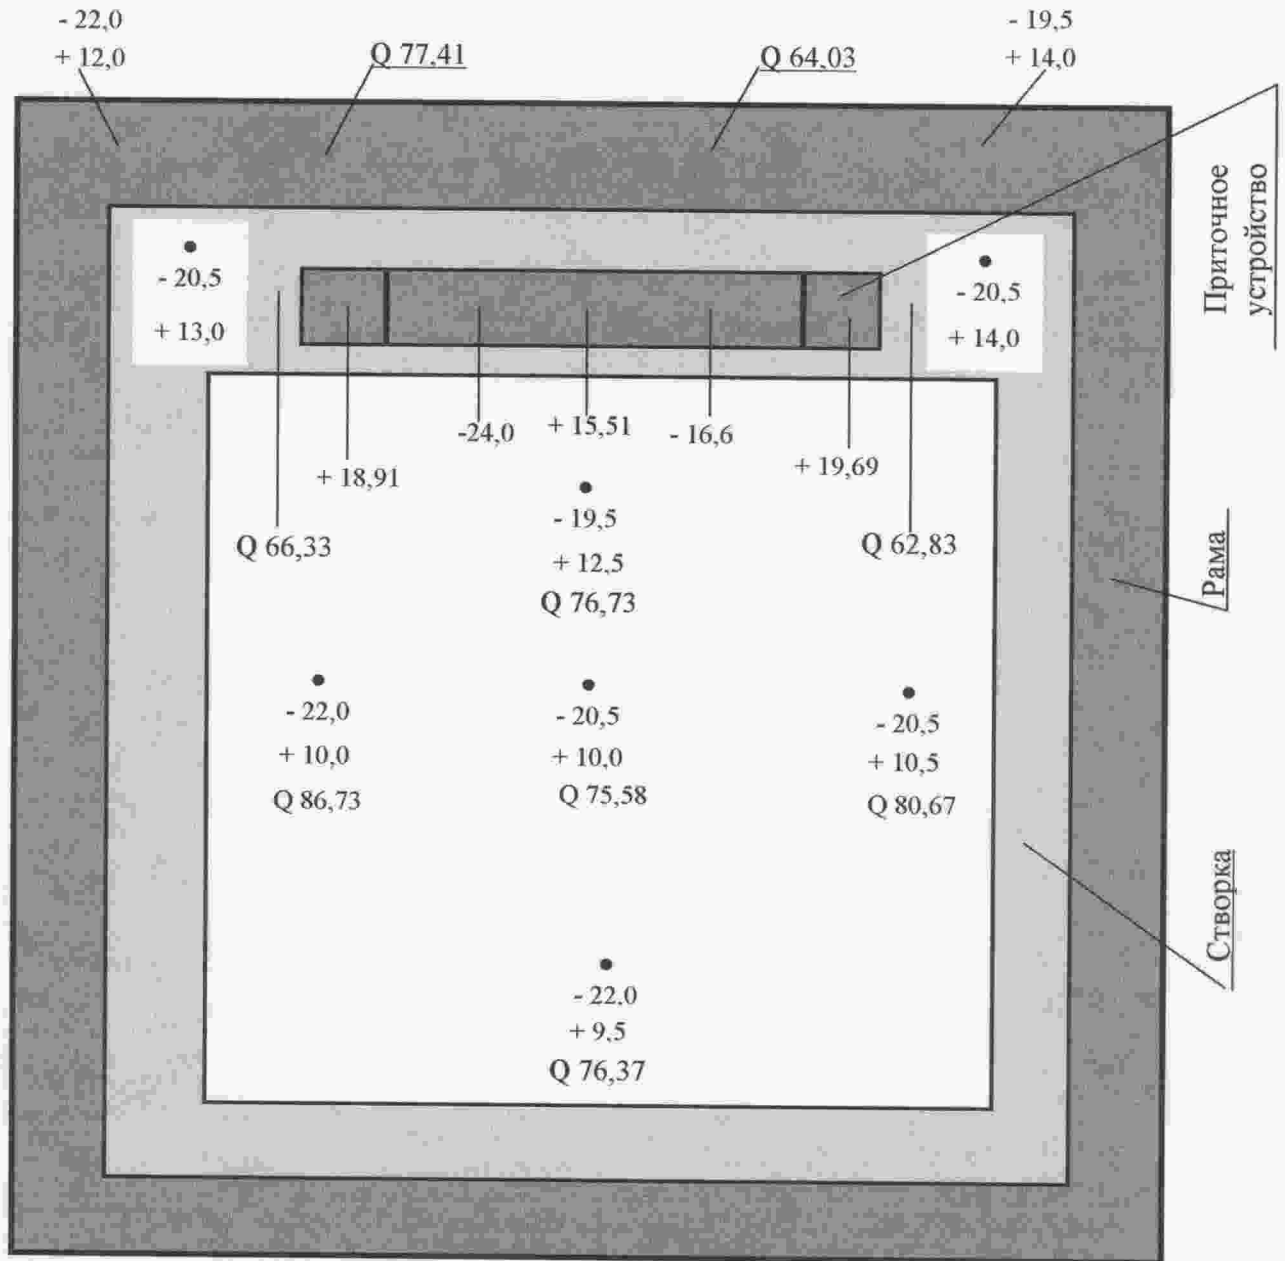 - 22,0
+ 12,0
Q 77,41
Q 64,03
- 19,5
+ 14,0
Приточное
устройство
- 20,5
+ 13,0
- 20,5
+ 14,0
-24,0
+ 15,51
- 16,6
+ 18,91
+ 19,69
Q 66,33
Q 62,83
- 19,5
+ 12,5
Q 76,73
Рама
- 22,0
+ 10,0
Q 86,73
- 20,5
+ 10,0
Q 75,58
- 20,5
+ 10,5
Q 80,67
Створка
- 22,0
+ 9,5
Q 76,37